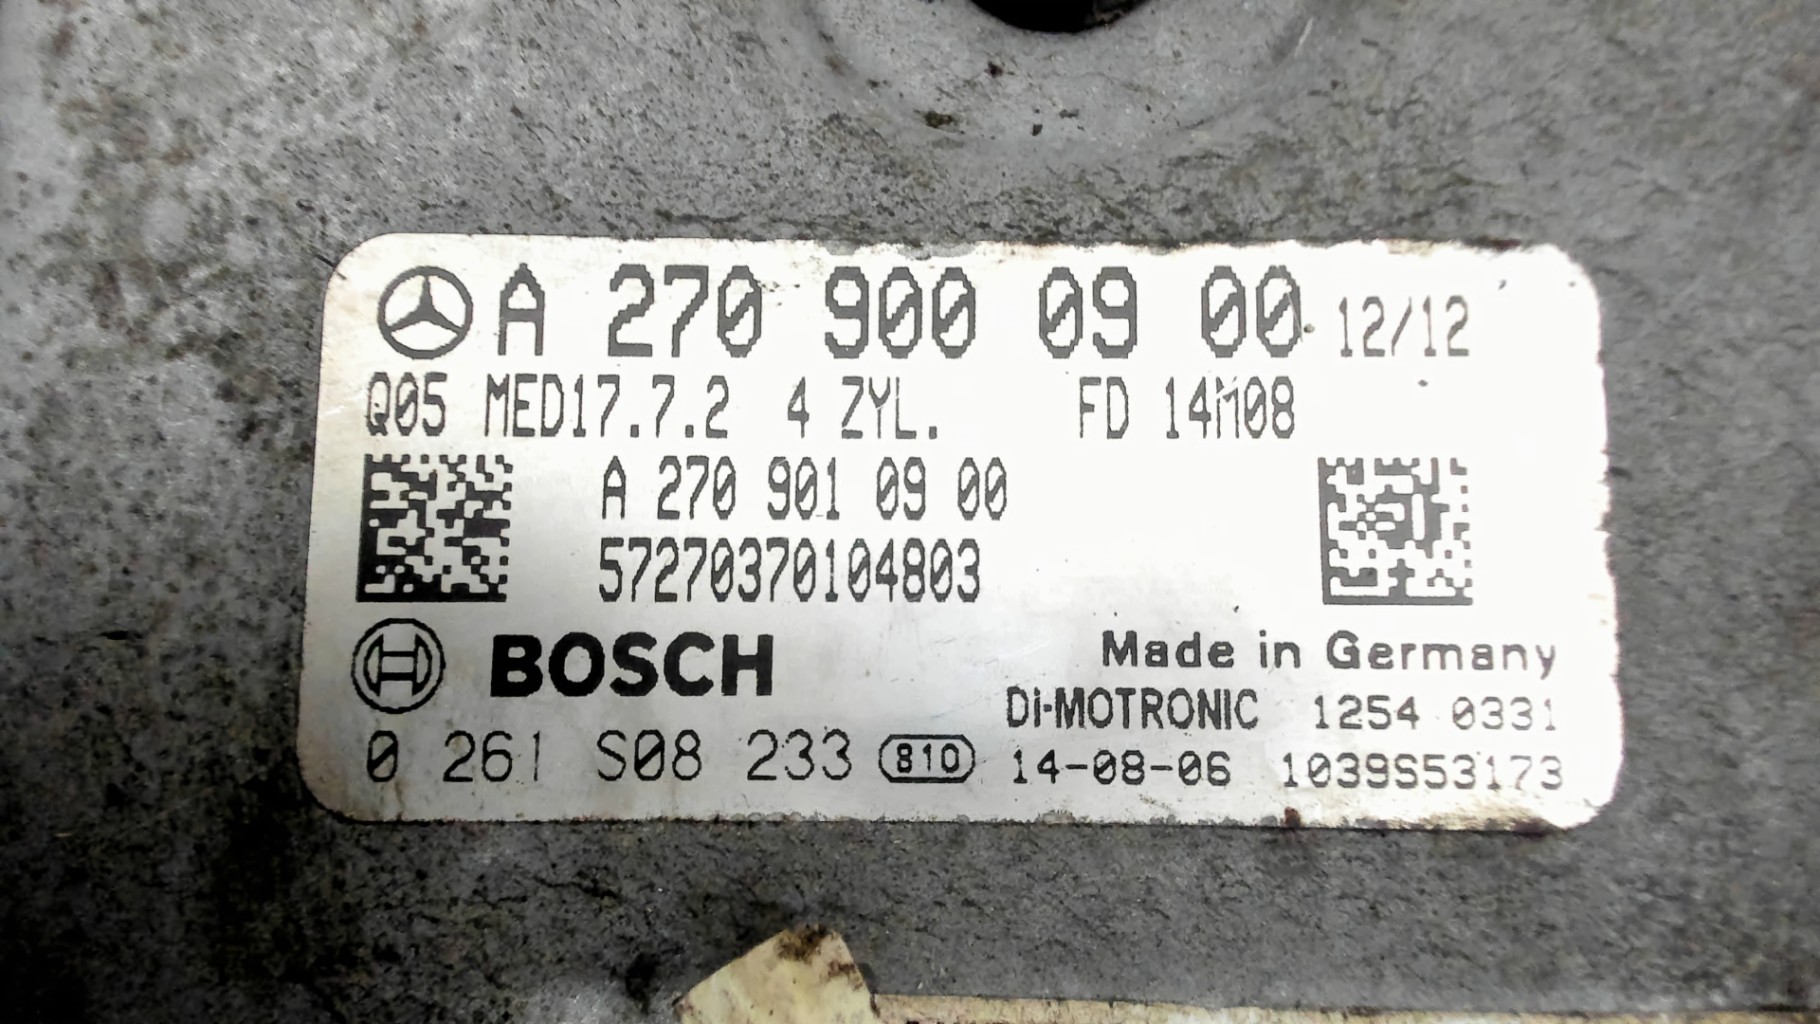 A 270 900 09 00 12/12
Q05 MED17.7.2 4 ZYL. FD 14M08
A 270 901 09 00
57270370104803
BOSCH Made in Germany
DI-MOTRONIC 1254 0331
0 261 S08 233 810 14-08-06 1039S53173